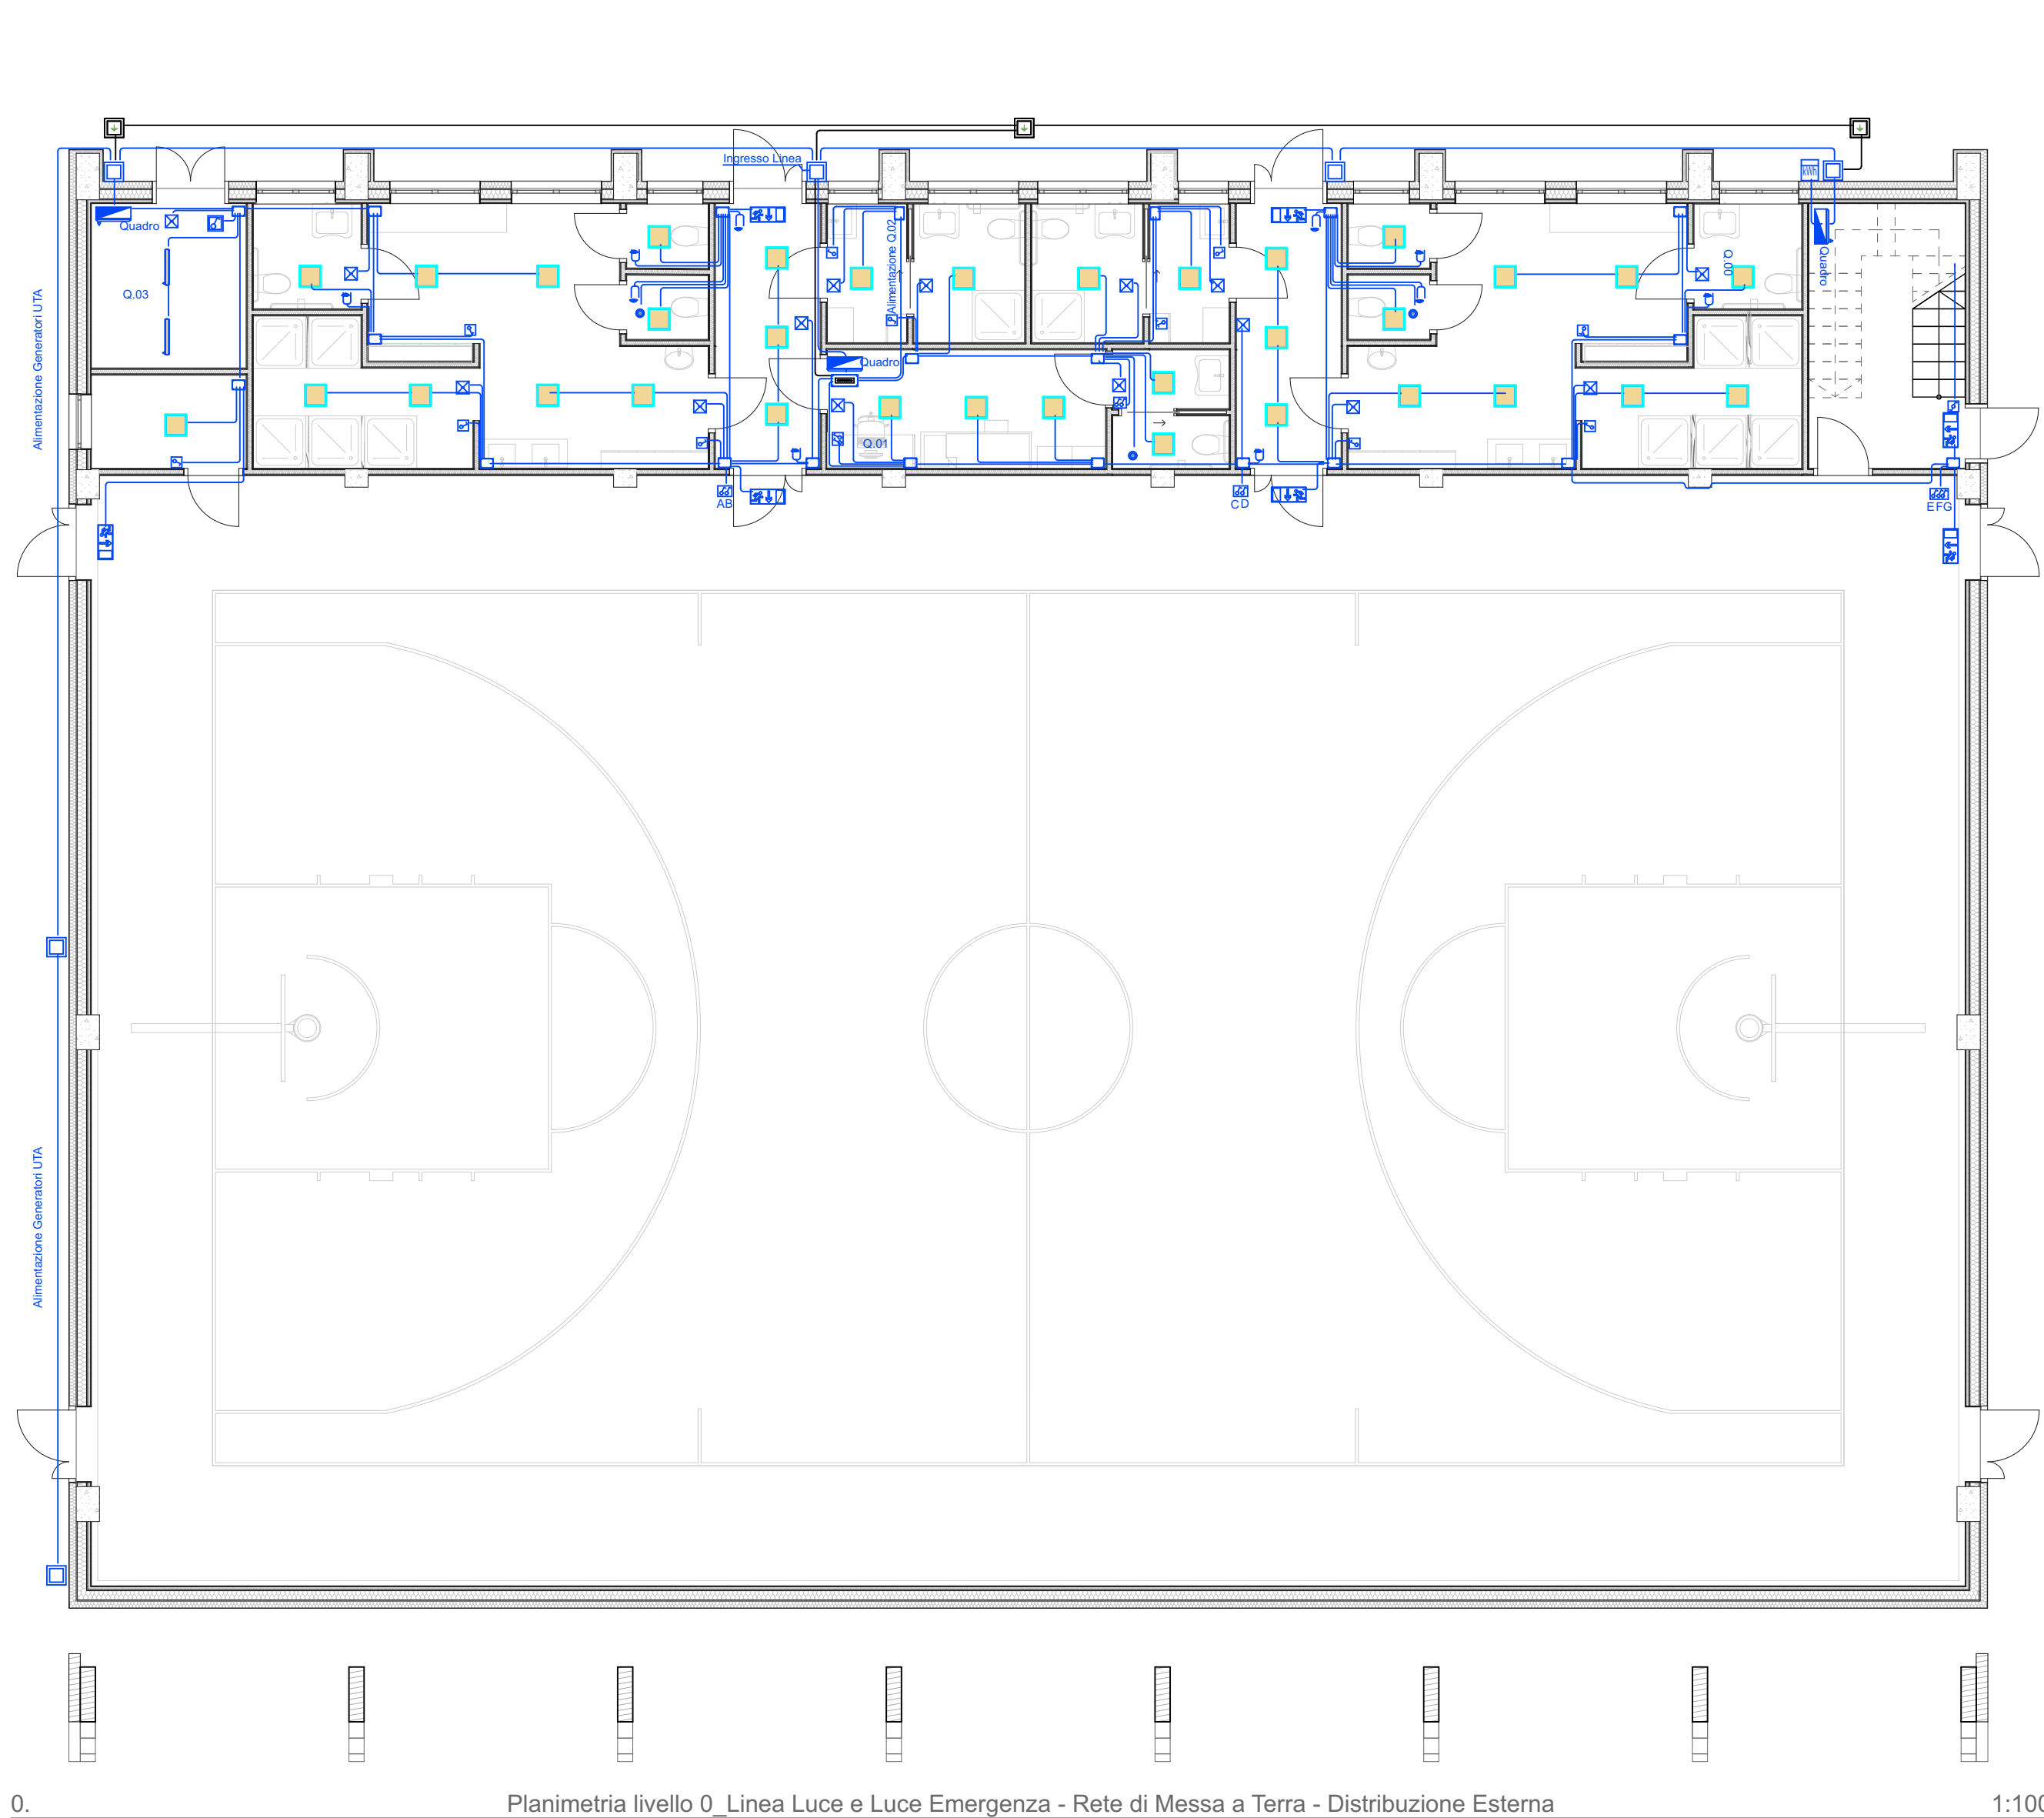 Ingresso Linea
kWh
Quadro
Alimentazione Q.02
Q.00
Quadro
Q.03
Alimentazione Generatori UTA
Quadro
Q.01
AB
CD
EFG
Alimentazione Generatori UTA
0.
Planimetria livello 0_Linea Luce e Luce Emergenza - Rete di Messa a Terra - Distribuzione Esterna
1:100